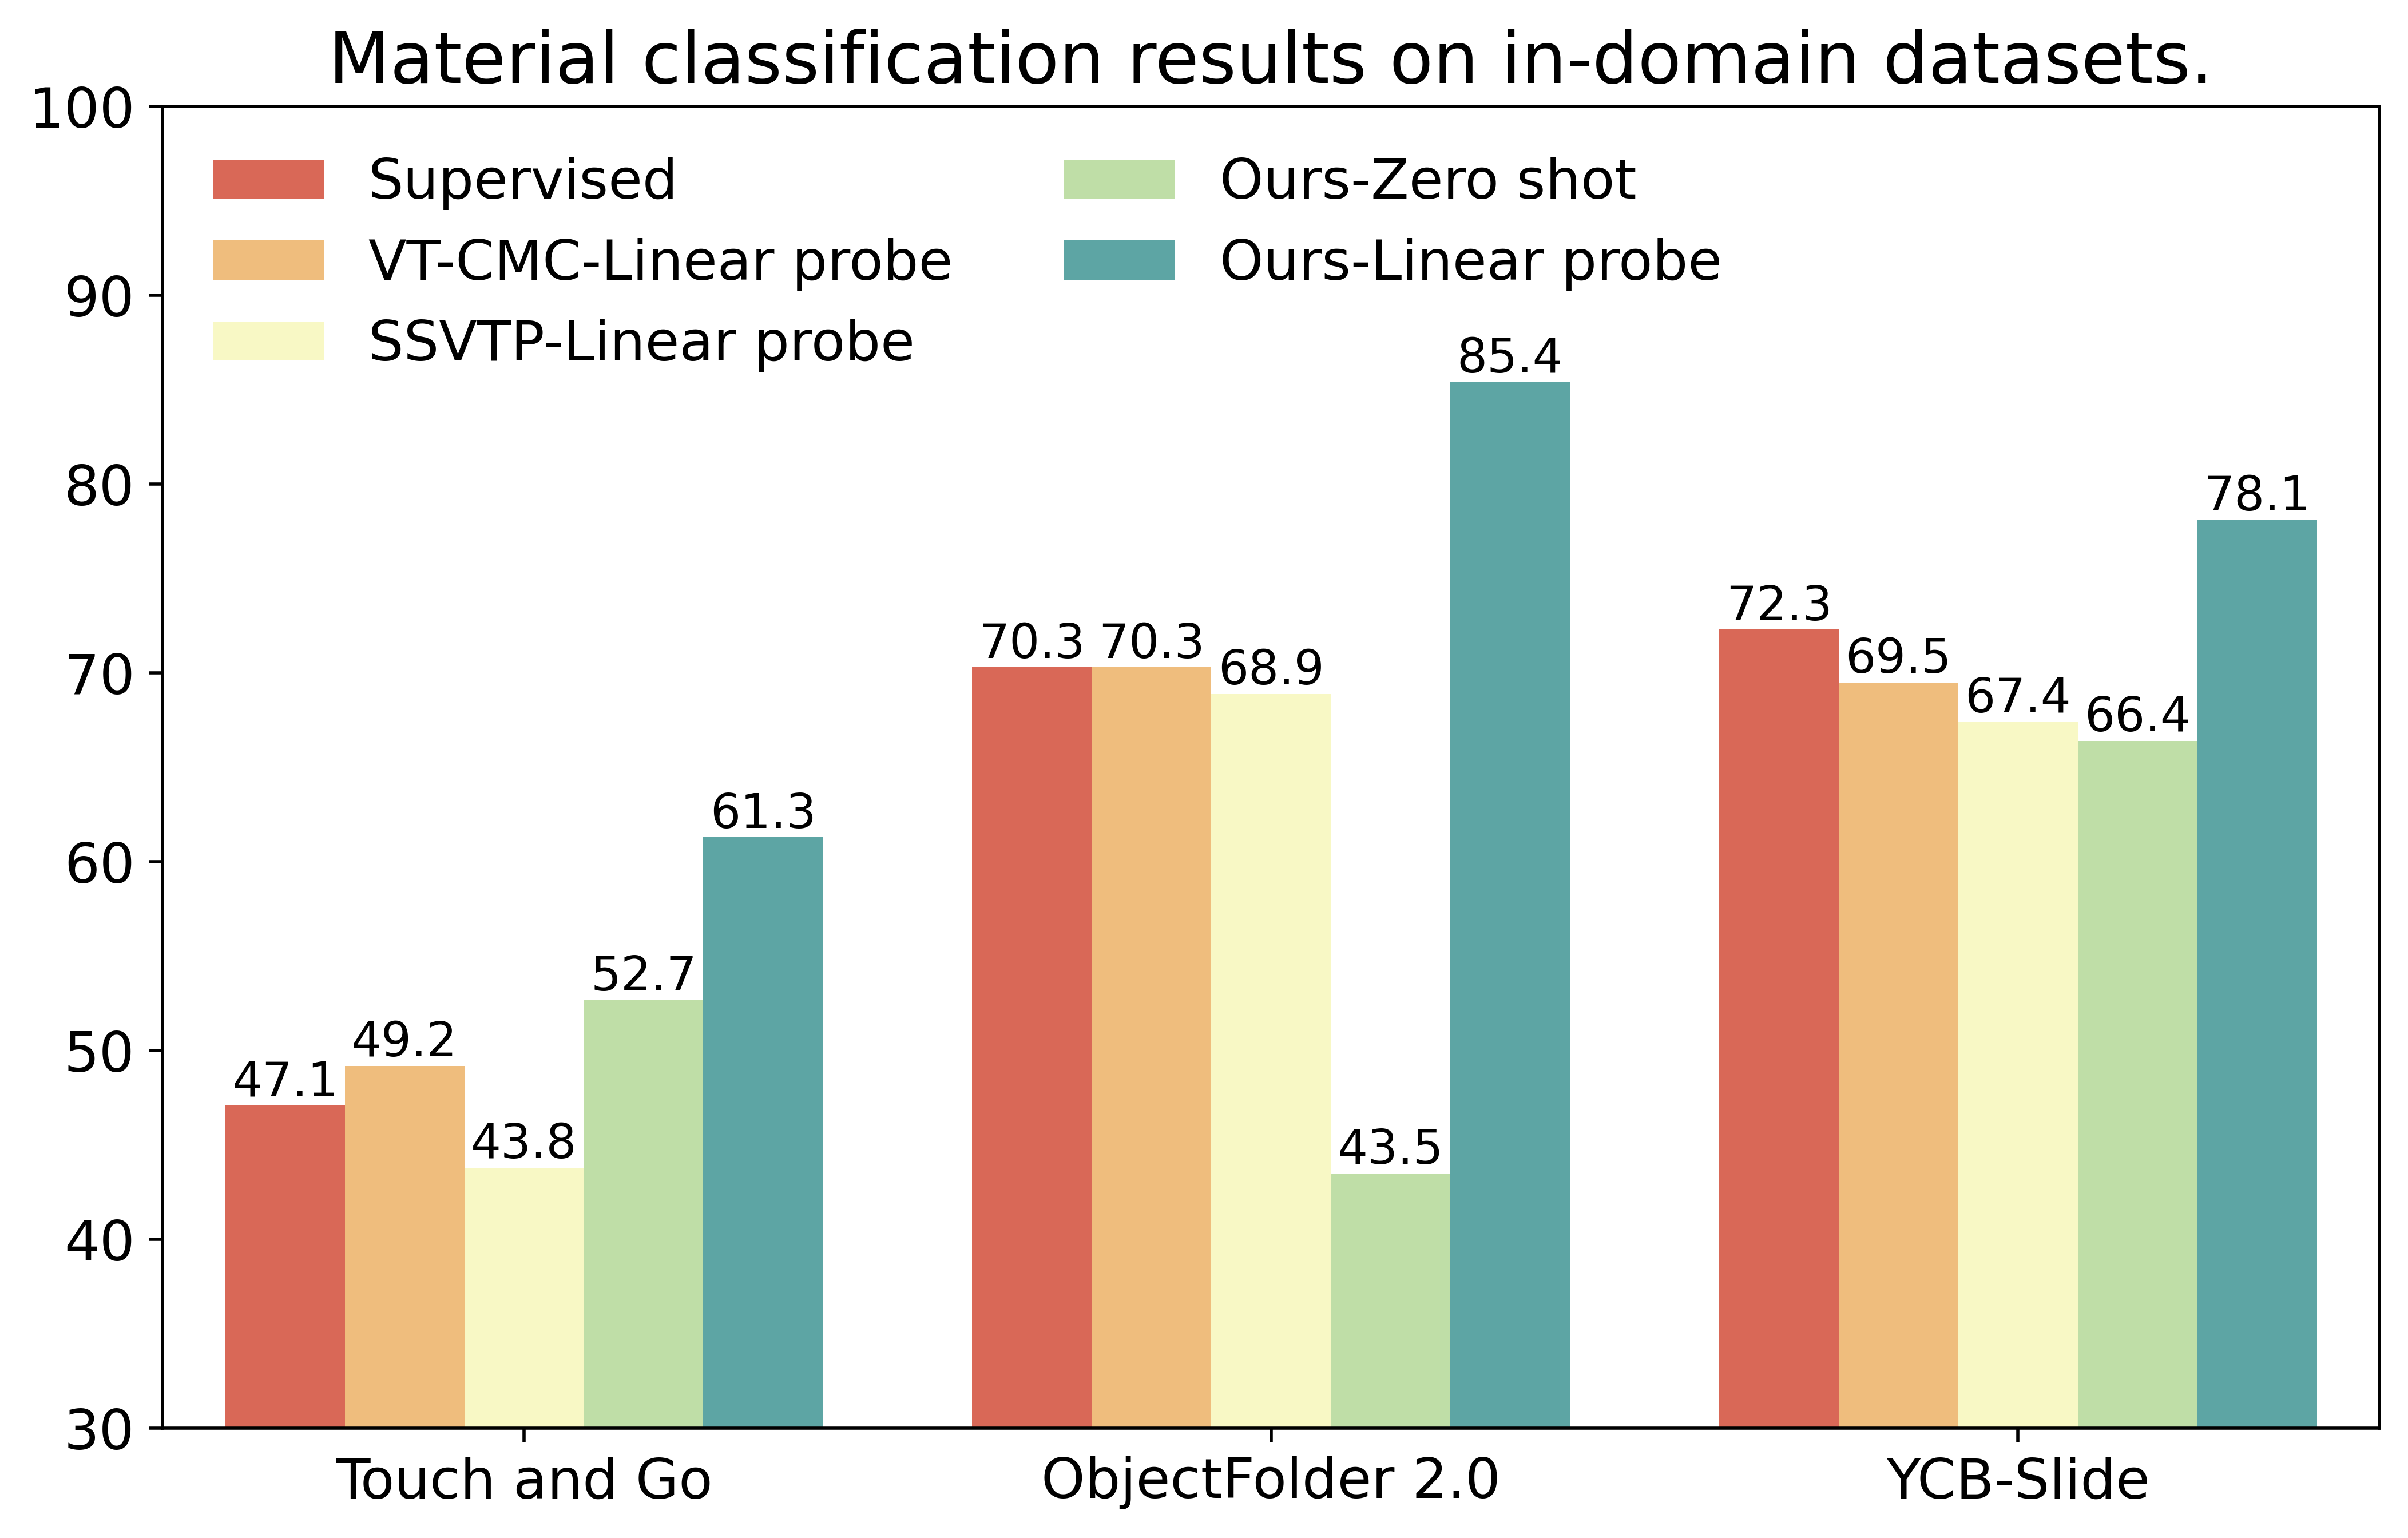 Material classification results on in-domain datasets.
100
90
80
70
60
50
40
30
Supervised
VT-CMC-Linear probe
SSVTP-Linear probe
Ours-Zero shot
Ours-Linear probe
47.1
49.2
43.8
52.7
61.3
70.3
70.3
68.9
43.5
85.4
72.3
69.5
67.4
66.4
78.1
Touch and Go
ObjectFolder 2.0
YCB-Slide